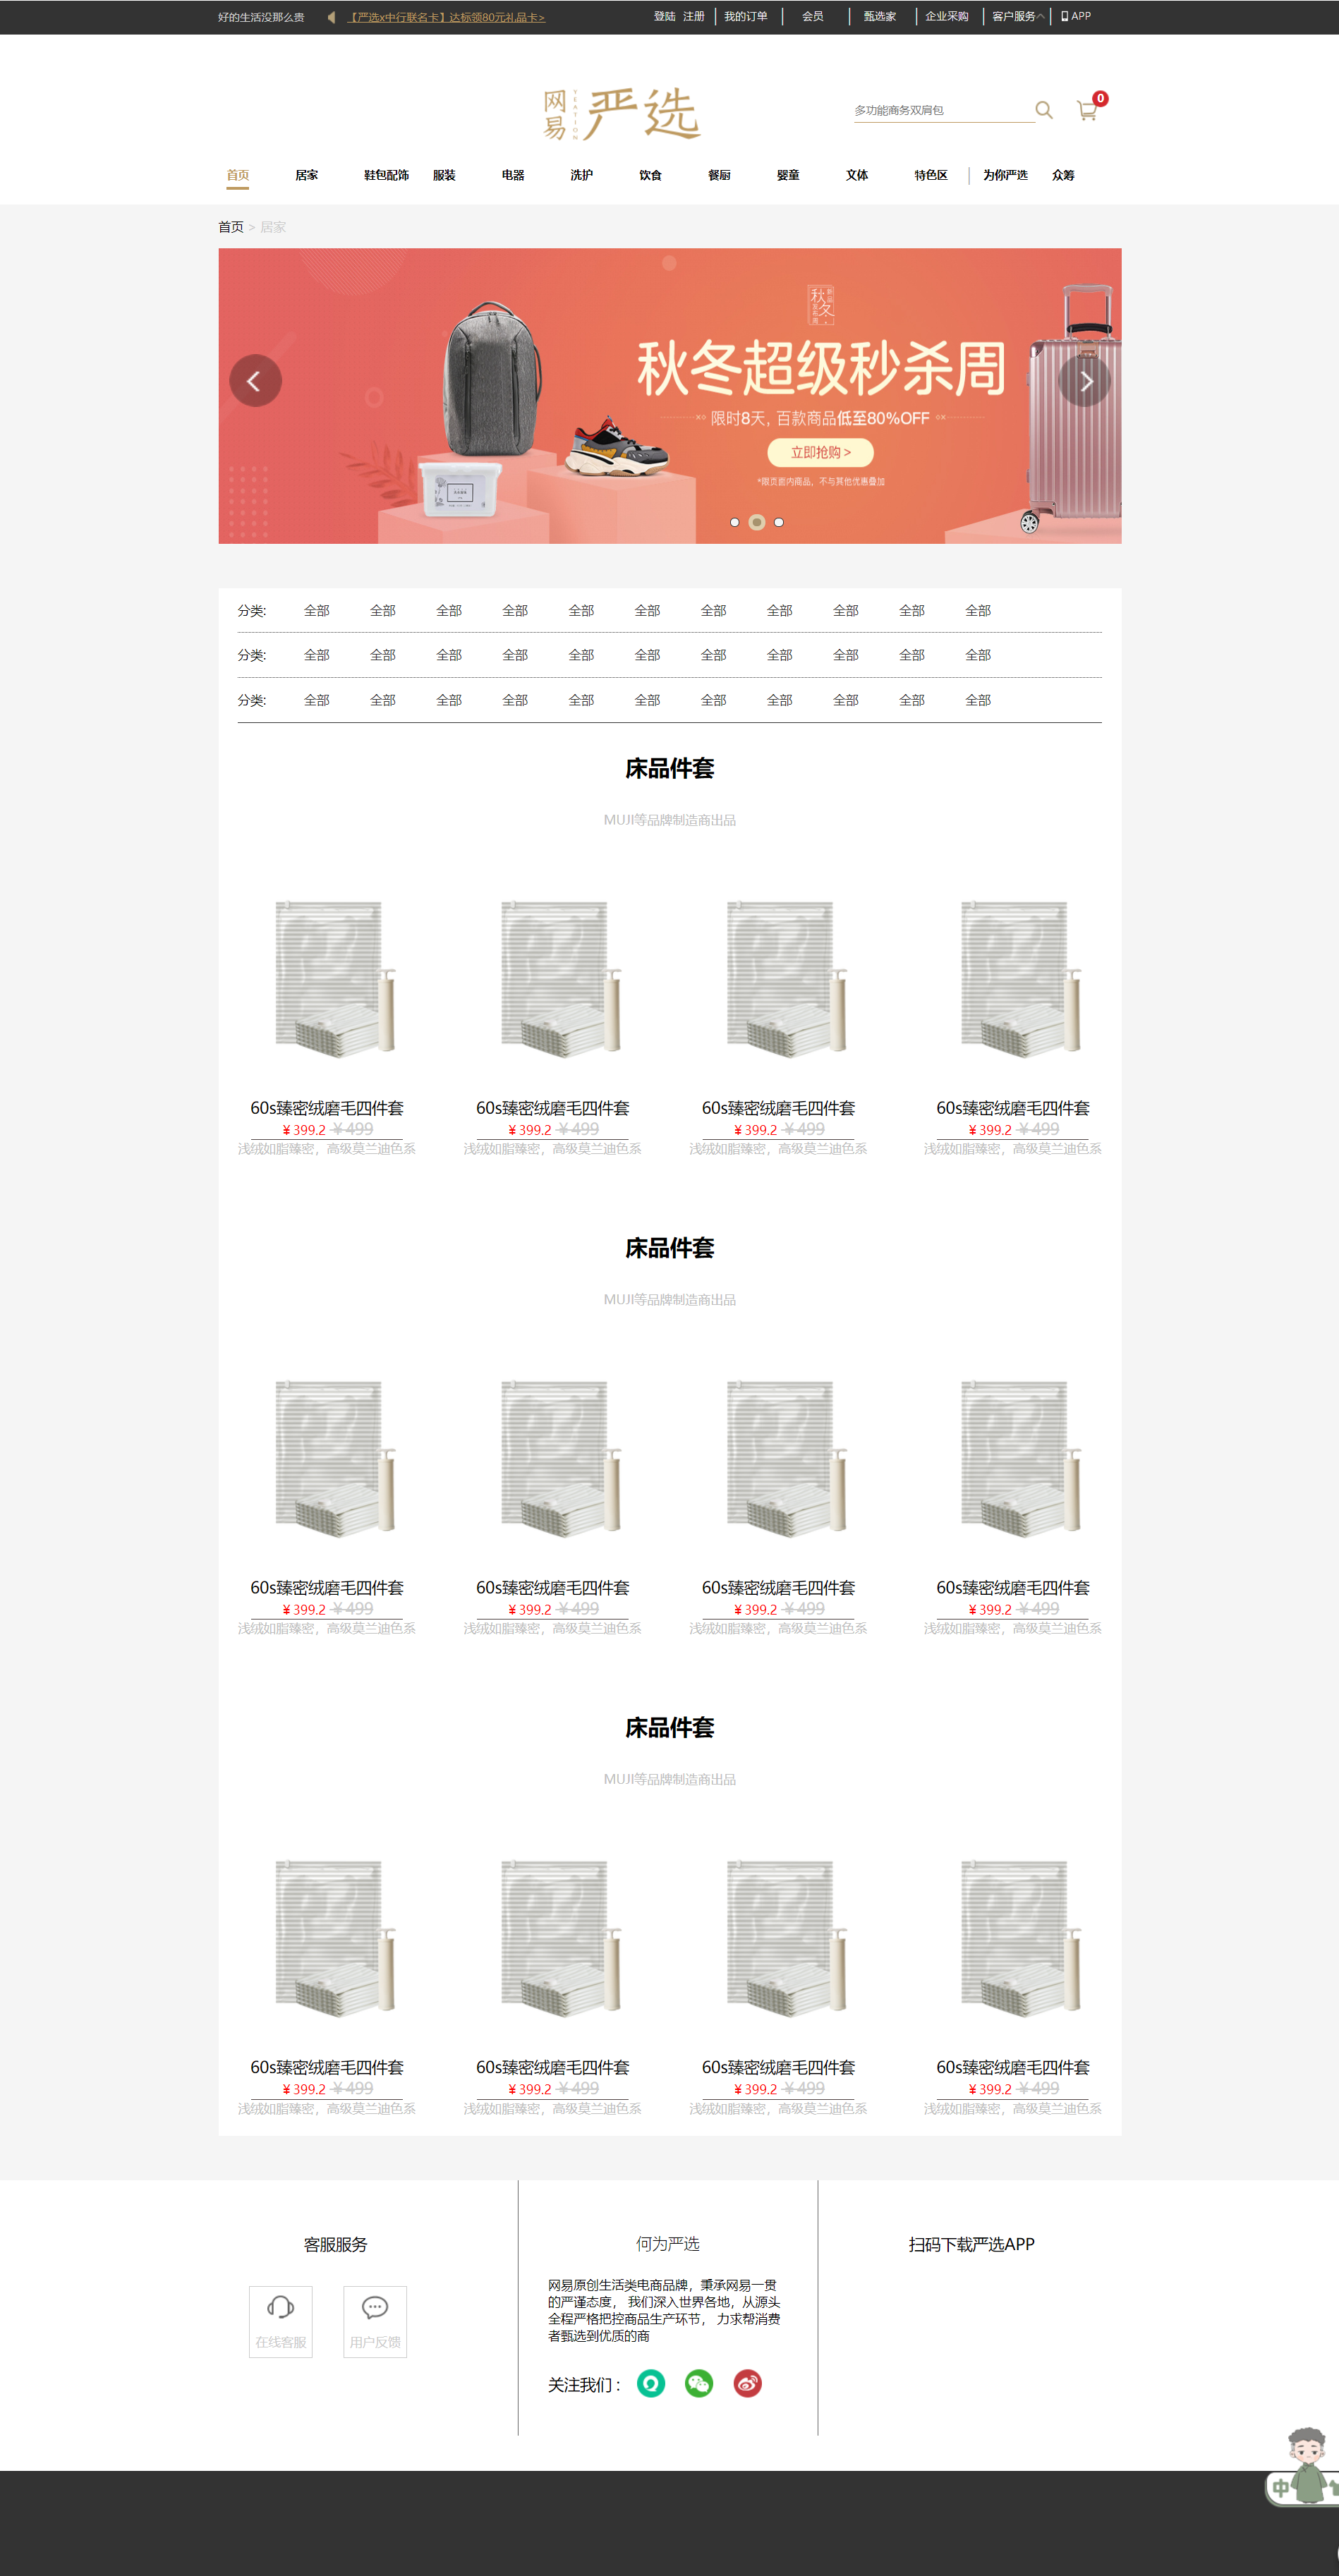 好的生活没那么贵 【严选x中行联名卡】达标领80元礼品卡> 登陆 注册 我的订单 会员 甄选家 企业采购 客户服务 APP
网易 YEATION 严选
多功能商务双肩包 0
首页 居家 鞋包配饰 服装 电器 洗护 饮食 餐厨 婴童 文体 特色区 为你严选 众筹
首页 > 居家
秋冬
秋冬超级秒杀周
限时8天, 百款商品低至80%OFF
立即抢购 >
*限页面内商品, 不与其他优惠叠加
分类: 全部 全部 全部 全部 全部 全部 全部 全部 全部 全部 全部
分类: 全部 全部 全部 全部 全部 全部 全部 全部 全部 全部 全部
分类: 全部 全部 全部 全部 全部 全部 全部 全部 全部 全部 全部
床品件套
MUJI等品牌制造商出品
60s臻密绒磨毛四件套 60s臻密绒磨毛四件套 60s臻密绒磨毛四件套 60s臻密绒磨毛四件套
￥399.2 ￥499 ￥399.2 ￥499 ￥399.2 ￥499 ￥399.2 ￥499
浅绒如脂臻密，高级莫兰迪色系 浅绒如脂臻密，高级莫兰迪色系 浅绒如脂臻密，高级莫兰迪色系 浅绒如脂臻密，高级莫兰迪色系
床品件套
MUJI等品牌制造商出品
60s臻密绒磨毛四件套 60s臻密绒磨毛四件套 60s臻密绒磨毛四件套 60s臻密绒磨毛四件套
￥399.2 ￥499 ￥399.2 ￥499 ￥399.2 ￥499 ￥399.2 ￥499
浅绒如脂臻密，高级莫兰迪色系 浅绒如脂臻密，高级莫兰迪色系 浅绒如脂臻密，高级莫兰迪色系 浅绒如脂臻密，高级莫兰迪色系
床品件套
MUJI等品牌制造商出品
60s臻密绒磨毛四件套 60s臻密绒磨毛四件套 60s臻密绒磨毛四件套 60s臻密绒磨毛四件套
￥399.2 ￥499 ￥399.2 ￥499 ￥399.2 ￥499 ￥399.2 ￥499
浅绒如脂臻密，高级莫兰迪色系 浅绒如脂臻密，高级莫兰迪色系 浅绒如脂臻密，高级莫兰迪色系 浅绒如脂臻密，高级莫兰迪色系
客服服务
在线客服 用户反馈
何为严选
网易原创生活类电商品牌，秉承网易一贯
的严谨态度， 我们深入世界各地，从源头
全程严格把控商品生产环节， 力求帮消费
者甄选到优质的商
关注我们：
扫码下载严选APP
中